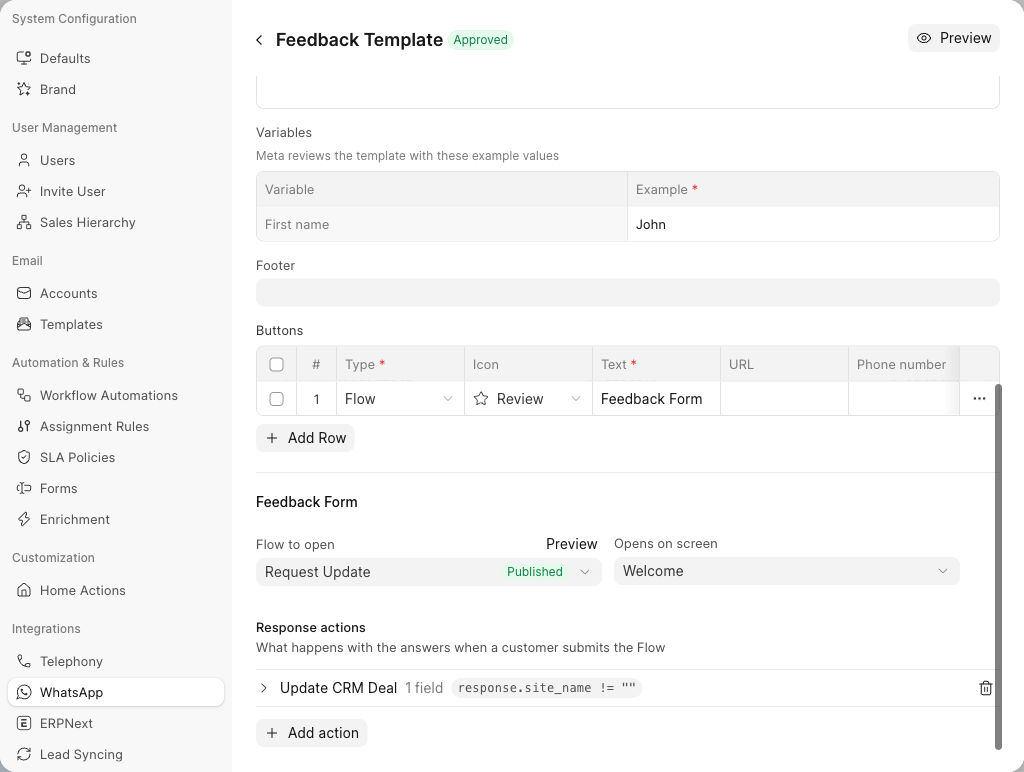 System Configuration
Defaults
Brand
User Management
Users
Invite User
Sales Hierarchy
Email
Accounts
Templates
Automation & Rules
Workflow Automations
Assignment Rules
SLA Policies
Forms
Enrichment
Customization
Home Actions
Integrations
Telephony
WhatsApp
ERPNext
Lead Syncing
Feedback Template Approved
Preview
Variables
Meta reviews the template with these example values
Variable Example *
First name John
Footer
Buttons
# Type * Icon Text * URL Phone number
1 Flow Review Feedback Form
Add Row
Feedback Form
Flow to open Preview Opens on screen
Request Update Published Welcome
Response actions
What happens with the answers when a customer submits the Flow
Update CRM Deal 1 field response.site_name != ""
Add action